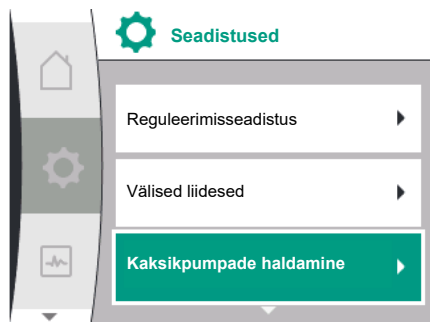 Seadistused
Reguleerimisseadistus
Välised liidesed
Kaksikpumpade haldamine